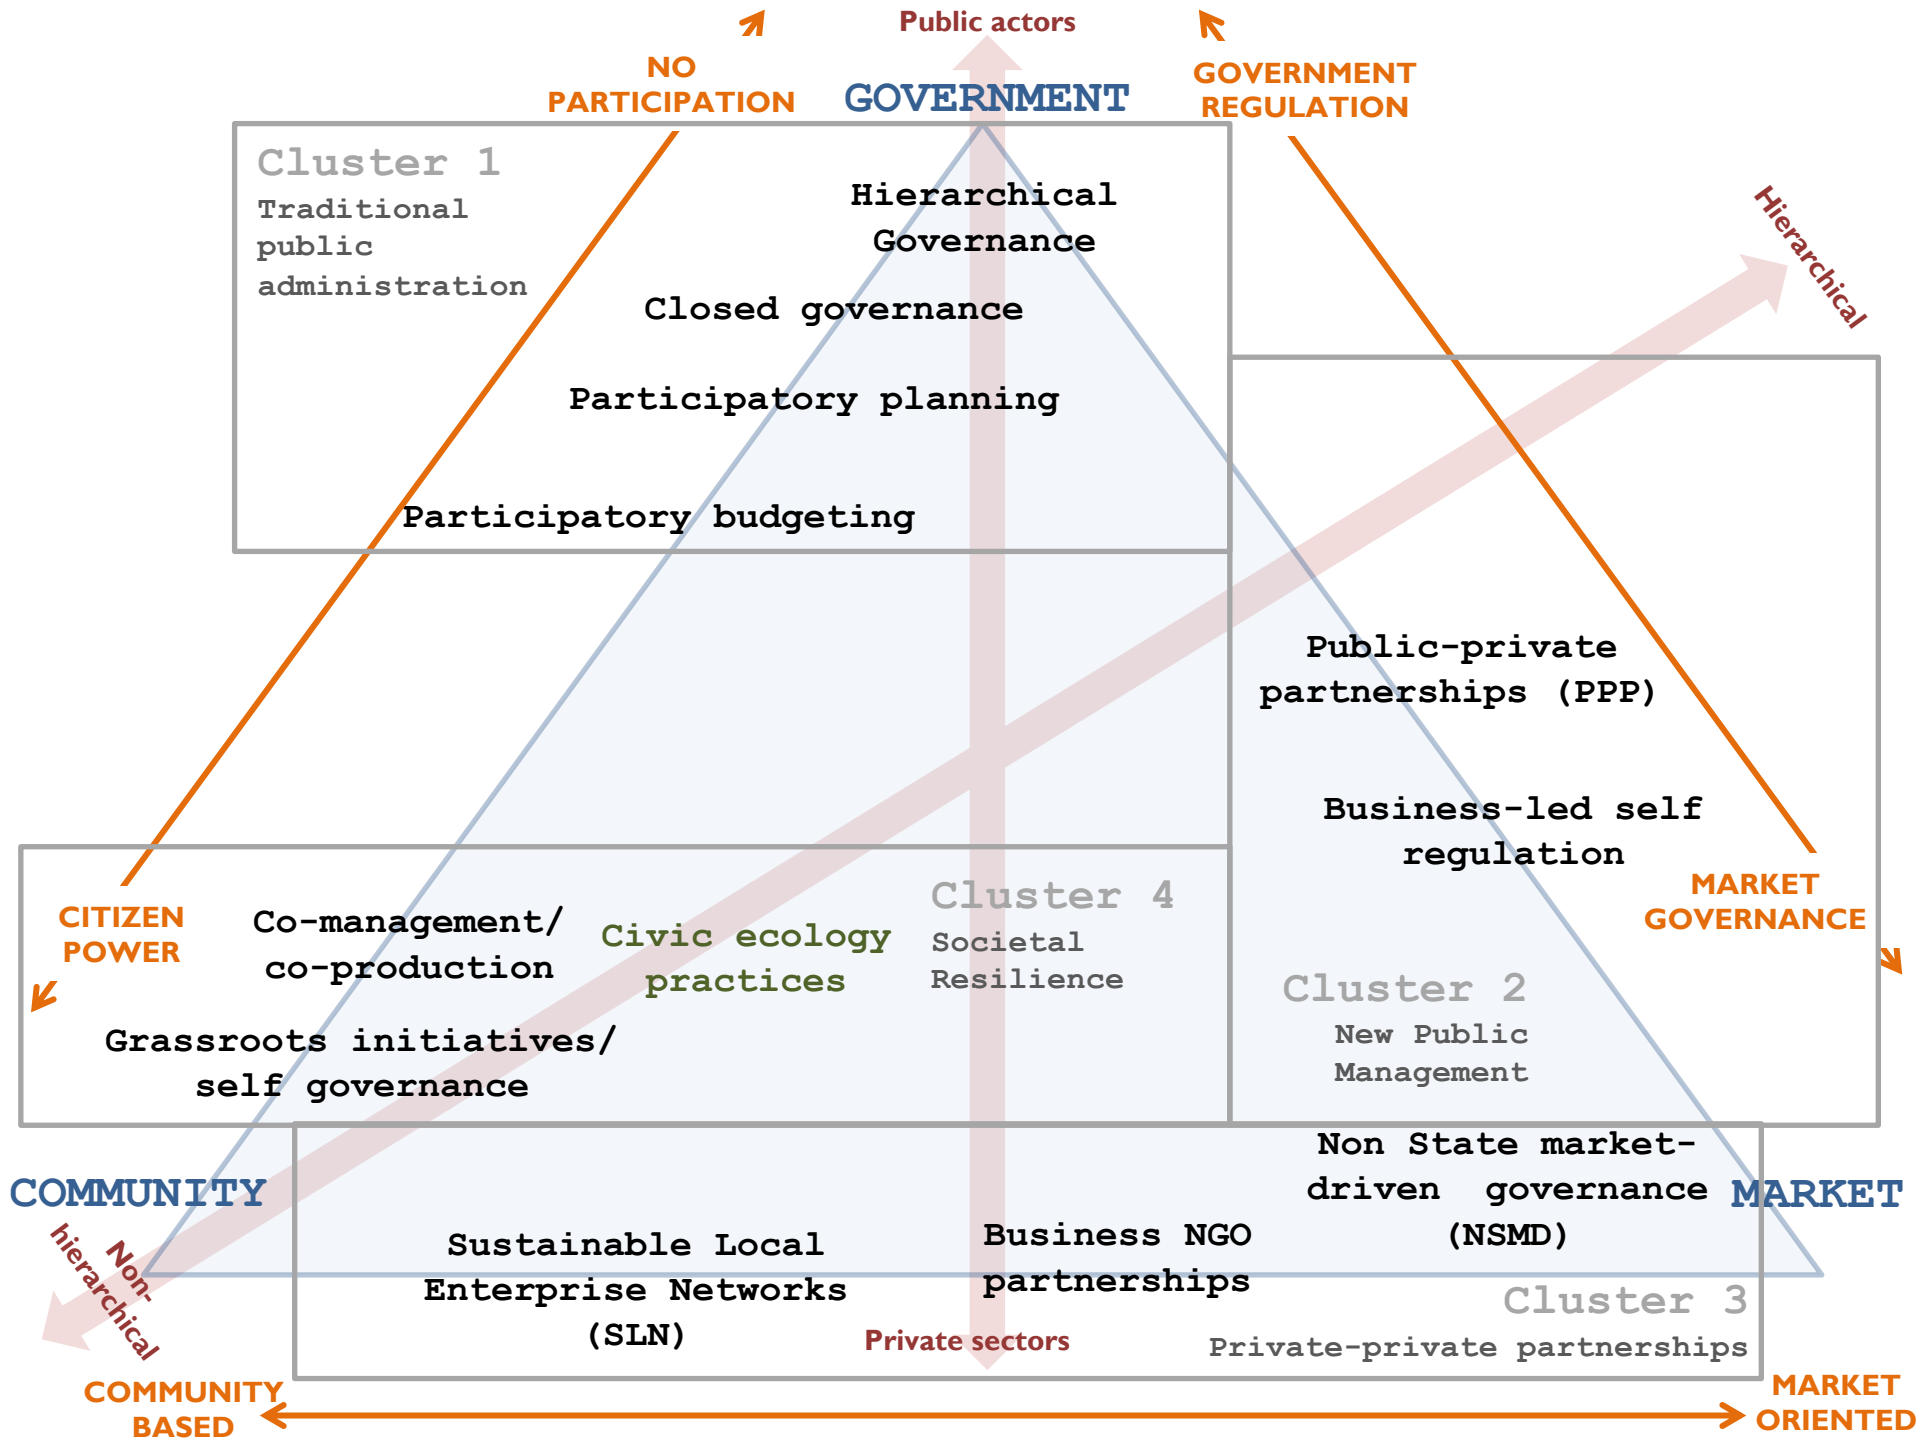 Public actors
NO
PARTICIPATION
GOVERNMENT
GOVERNMENT
REGULATION
Cluster 1
Traditional
public
administration
Hierarchical
Governance
Hierarchical
Closed governance
Participatory planning
Participatory budgeting
Public-private
partnerships (PPP)
Business-led self
regulation
MARKET
GOVERNANCE
CITIZEN
POWER
Co-management/
co-production
Civic ecology
practices
Cluster 4
Societal
Resilience
Cluster 2
New Public
Management
Grassroots initiatives/
self governance
Non State market-
driven  governance
(NSMD)
COMMUNITY
MARKET
Non-
hierarchical
Sustainable Local
Enterprise Networks
(SLN)
Business NGO
partnerships
Cluster 3
Private-private partnerships
Private sectors
COMMUNITY
BASED
MARKET
ORIENTED